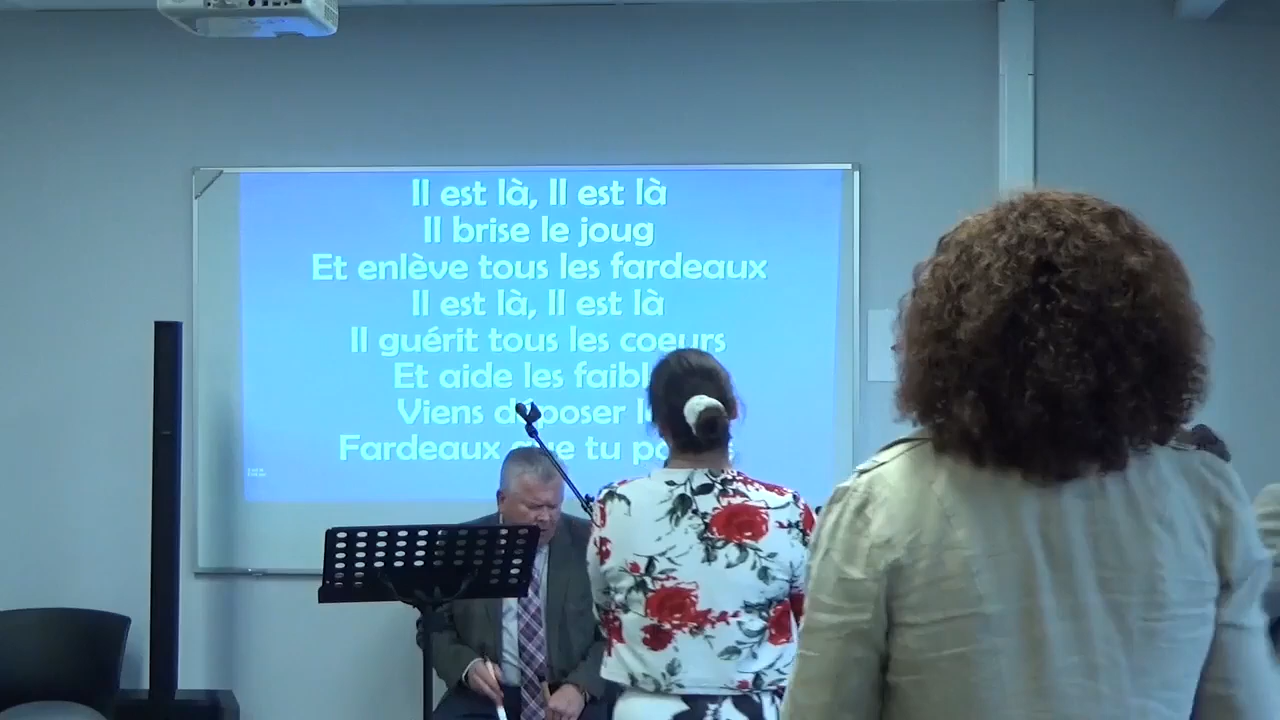 Il est là, Il est là
Il brise le joug
Et enlève tous les fardeaux
Il est là, Il est là
Il guérit tous les coeurs
Et aide les
Viens
Fardeaux tu